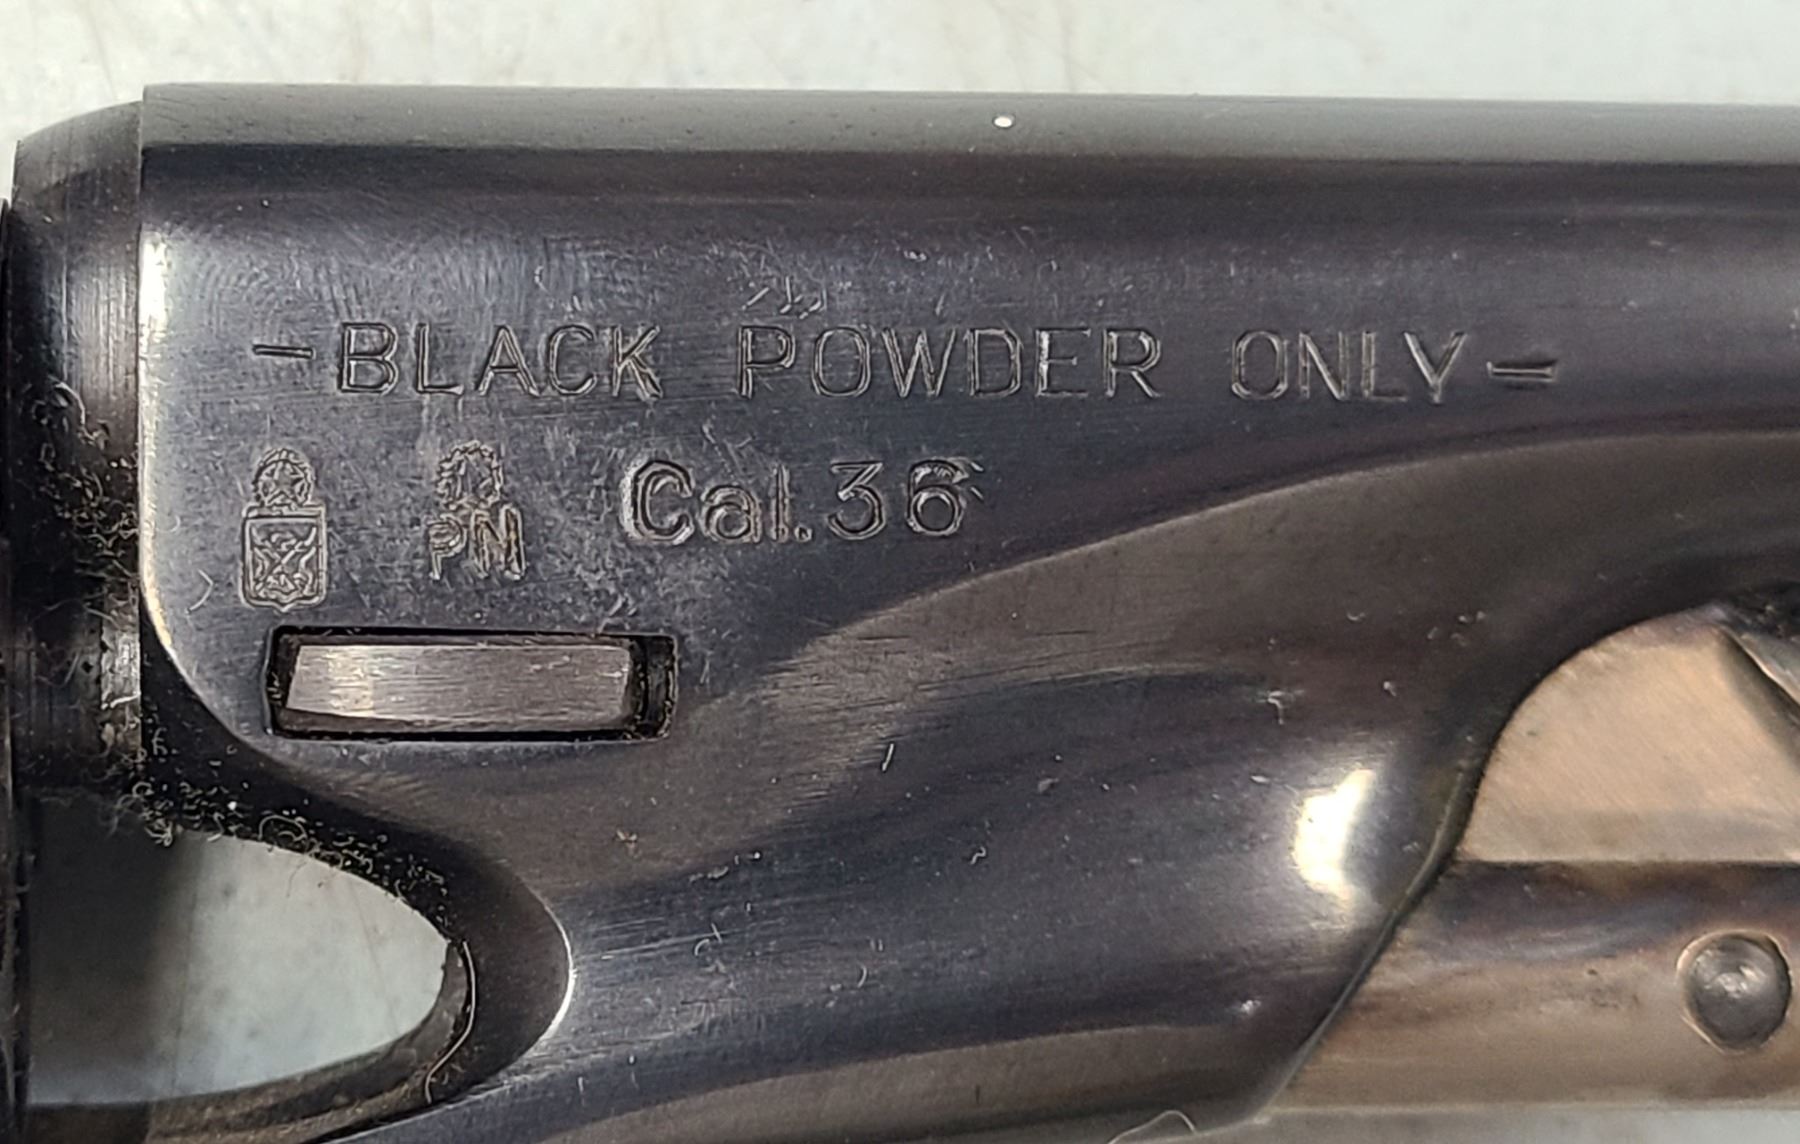 -BLACK POWDER ONLY-
PN Cal.36